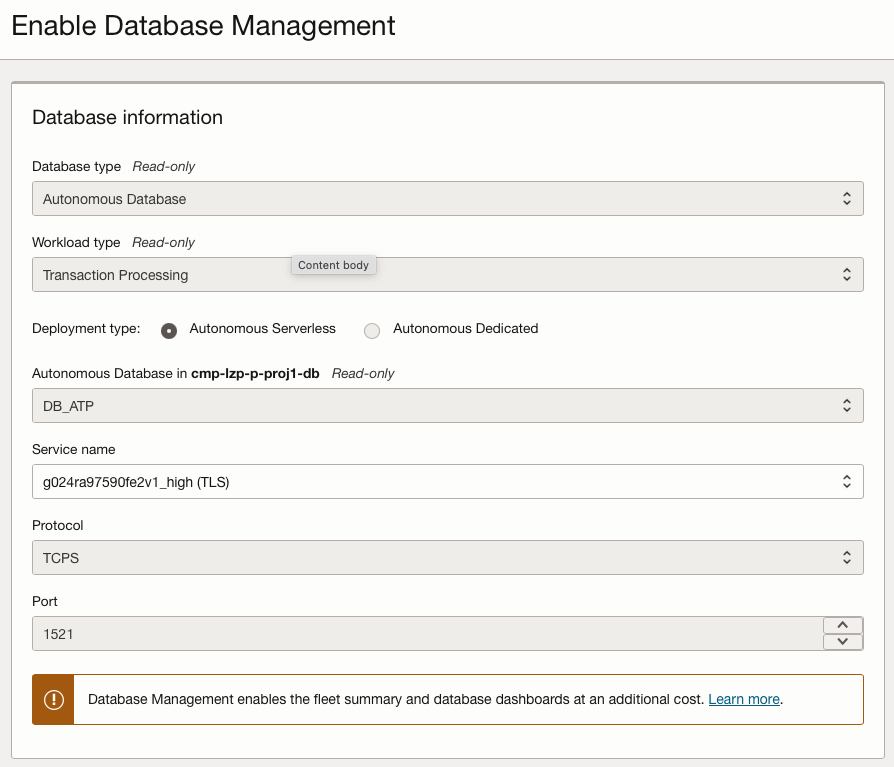 Enable Database Management
Database information
Database type Read-only
Autonomous Database
Workload type Read-only
Content body
Transaction Processing
Deployment type: Autonomous Serverless Autonomous Dedicated
Autonomous Database in cmp-lzp-p-proj1-db Read-only
DB_ATP
Service name
g024ra97590fe2v1_high (TLS)
Protocol
TCPS
Port
1521
Database Management enables the fleet summary and database dashboards at an additional cost. Learn more.